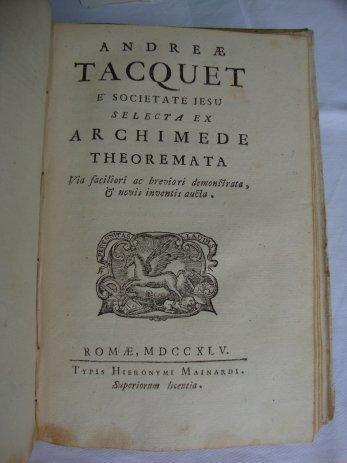 ANDREÆ
TACQUET
E SOCIETATE JESU
SELECTA EX
ARCHIMEDE
THEOREMATA
Via faciliori ac breviori demonstrata,
& novis inventis aucta.
ROMÆ, MDCCXLV.
TYPIS HIERONYMI MAINARDI.
Superiorum licentia.